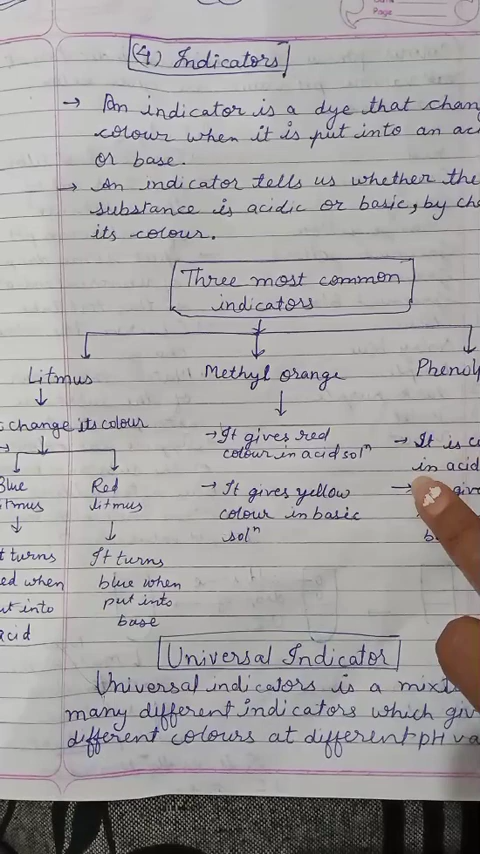 Page
(4) Indicators
→ An indicator is a dye that chan
colour when it is put into an ac
or base.
→ An indicator tells us whether the
substance is acidic or basic, by ch
its colour.
Three most common
indicators
Litmus
Methyl orange
Phenol
change its colour
Blue
litmus
Red
litmus
→ It gives red
colour in acid solⁿ
→ It gives yellow
colour in basic
solⁿ
→ It is c
in acid
→ give
t turns
ed when
ut into
acid
It turns
blue when
put into
base
Universal Indicator
Universal indicators is a mixt
many different indicators which giv
different colours at different pH va